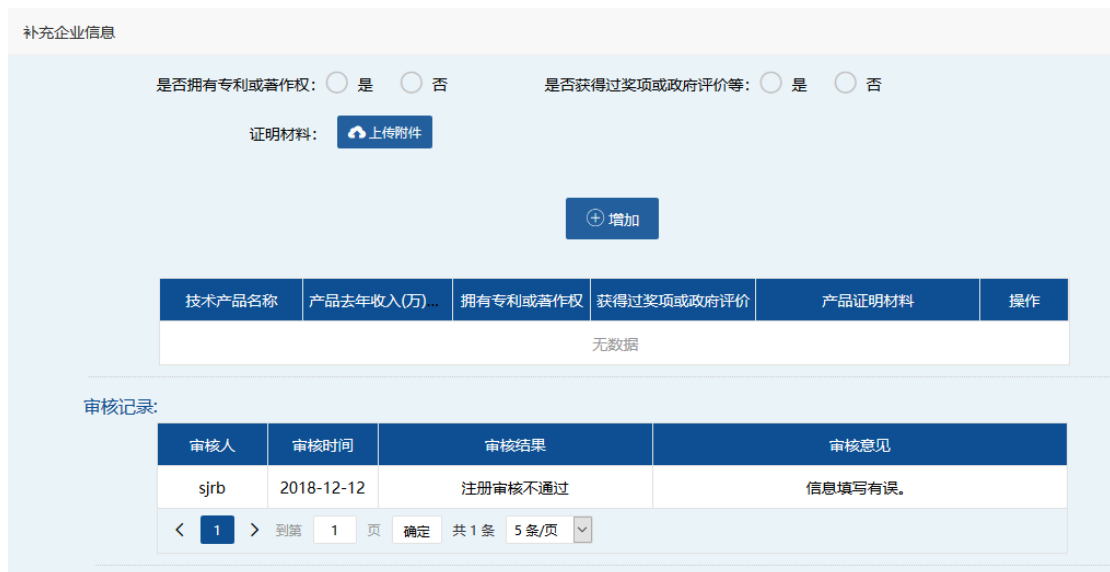 补充企业信息
是否拥有专利或著作权： 是 否 是否获得过奖项或政府评价等： 是 否
证明材料： 上传附件
增加
技术产品名称 产品去年收入(万)... 拥有专利或著作权 获得过奖项或政府评价 产品证明材料 操作
无数据
审核记录:
审核人 审核时间 审核结果 审核意见
sjrb 2018-12-12 注册审核不通过 信息填写有误。
1 到第 1 页 确定 共 1 条 5 条/页